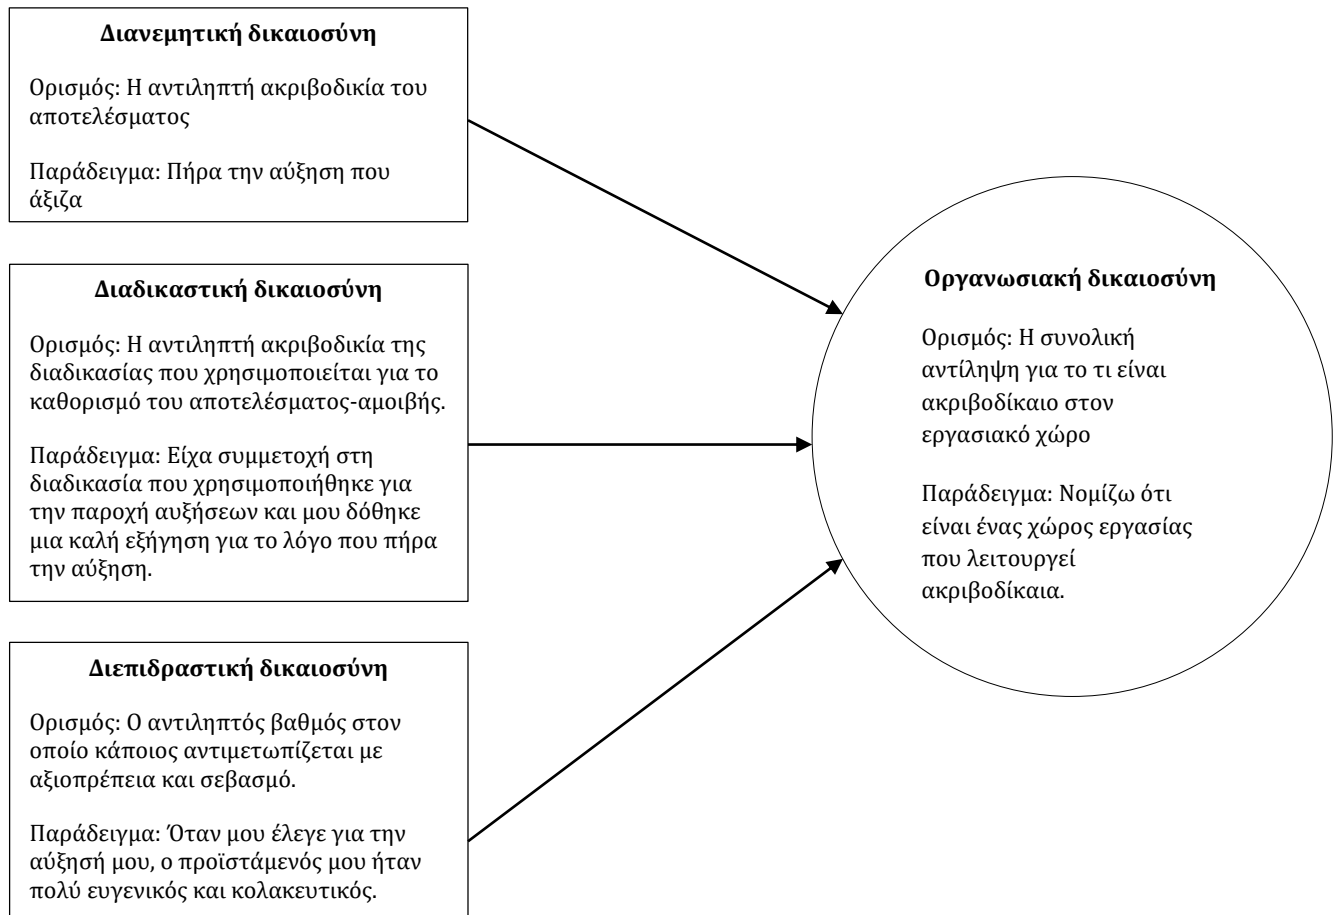 Διανεμητική δικαιοσύνη
Ορισμός: Η αντιληπτή ακριβοδικία του
αποτελέσματος
Παράδειγμα: Πήρα την αύξηση που
άξιζα
Διαδικαστική δικαιοσύνη
Ορισμός: Η αντιληπτή ακριβοδικία της
διαδικασίας που χρησιμοποιείται για το
καθορισμό του αποτελέσματος-αμοιβής.
Παράδειγμα: Είχα συμμετοχή στη
διαδικασία που χρησιμοποιήθηκε για
την παροχή αυξήσεων και μου δόθηκε
μια καλή εξήγηση για το λόγο που πήρα
την αύξηση.
Διεπιδραστική δικαιοσύνη
Ορισμός: Ο αντιληπτός βαθμός στον
οποίο κάποιος αντιμετωπίζεται με
αξιοπρέπεια και σεβασμό.
Παράδειγμα: Όταν μου έλεγε για την
αύξησή μου, ο προϊστάμενός μου ήταν
πολύ ευγενικός και κολακευτικός.
Οργανωσιακή δικαιοσύνη
Ορισμός: Η συνολική
αντίληψη για το τι είναι
ακριβοδίκαιο στον
εργασιακό χώρο
Παράδειγμα: Νομίζω ότι
είναι ένας χώρος εργασίας
που λειτουργεί
ακριβοδίκαια.